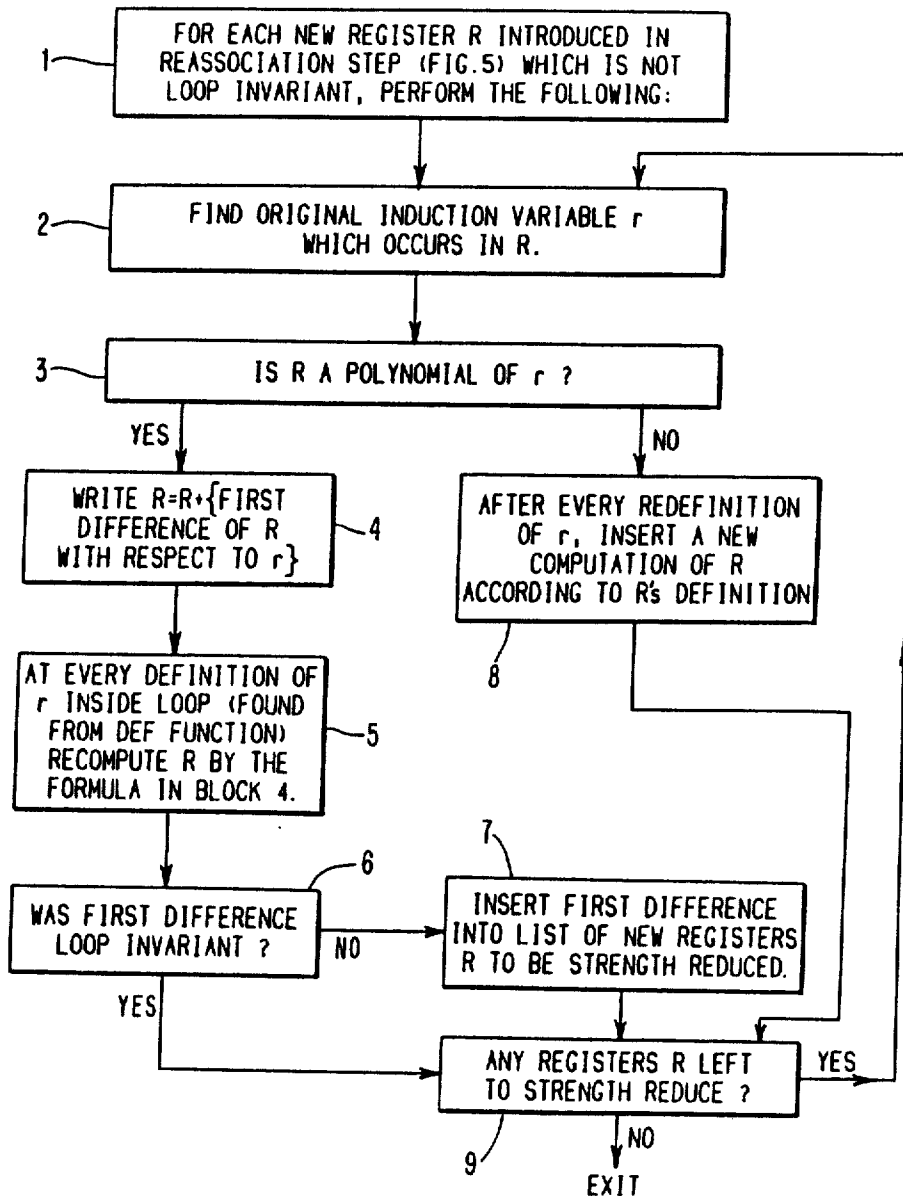 1
FOR EACH NEW REGISTER R INTRODUCED IN
REASSOCIATION STEP (FIG.5) WHICH IS NOT
LOOP INVARIANT, PERFORM THE FOLLOWING:
2
FIND ORIGINAL INDUCTION VARIABLE r
WHICH OCCURS IN R.
3
IS R A POLYNOMIAL OF r ?
YES
NO
WRITE R=R+{FIRST
DIFFERENCE OF R
WITH RESPECT TO r}
4
AFTER EVERY REDEFINITION
OF r, INSERT A NEW
COMPUTATION OF R
ACCORDING TO R's DEFINITION
8
AT EVERY DEFINITION OF
r INSIDE LOOP (FOUND
FROM DEF FUNCTION)
RECOMPUTE R BY THE
FORMULA IN BLOCK 4.
5
6
WAS FIRST DIFFERENCE
LOOP INVARIANT ?
NO
YES
7
INSERT FIRST DIFFERENCE
INTO LIST OF NEW REGISTERS
R TO BE STRENGTH REDUCED.
ANY REGISTERS R LEFT
TO STRENGTH REDUCE ?
YES
9
NO
EXIT